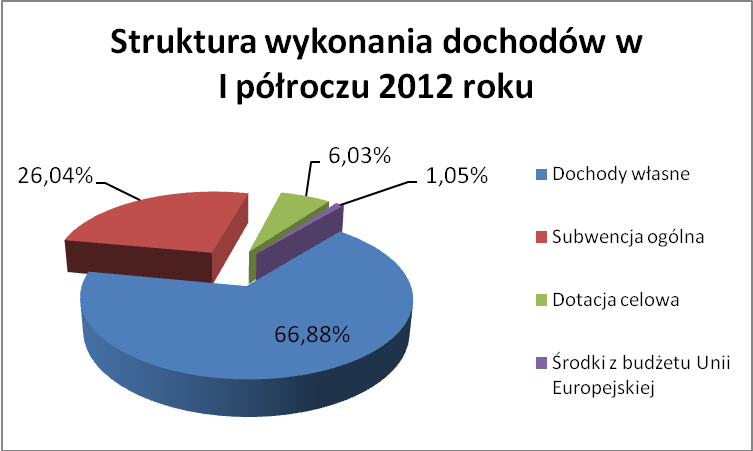 Struktura wykonania dochodów w
I półroczu 2012 roku
26,04%
6,03%
1,05%
66,88%
Dochody własne
Subwencja ogólna
Dotacja celowa
Środki z budżetu Unii
Europejskiej